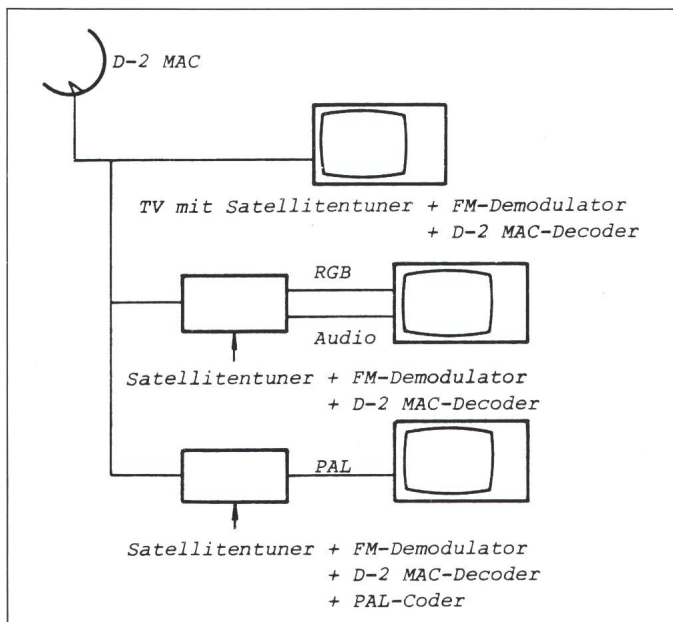 D-2 MAC
TV mit Satellitentuner + FM-Demodulator
+ D-2 MAC-Decoder
RGB
Audio
Satellitentuner + FM-Demodulator
+ D-2 MAC-Decoder
PAL
Satellitentuner + FM-Demodulator
+ D-2 MAC-Decoder
+ PAL-Coder